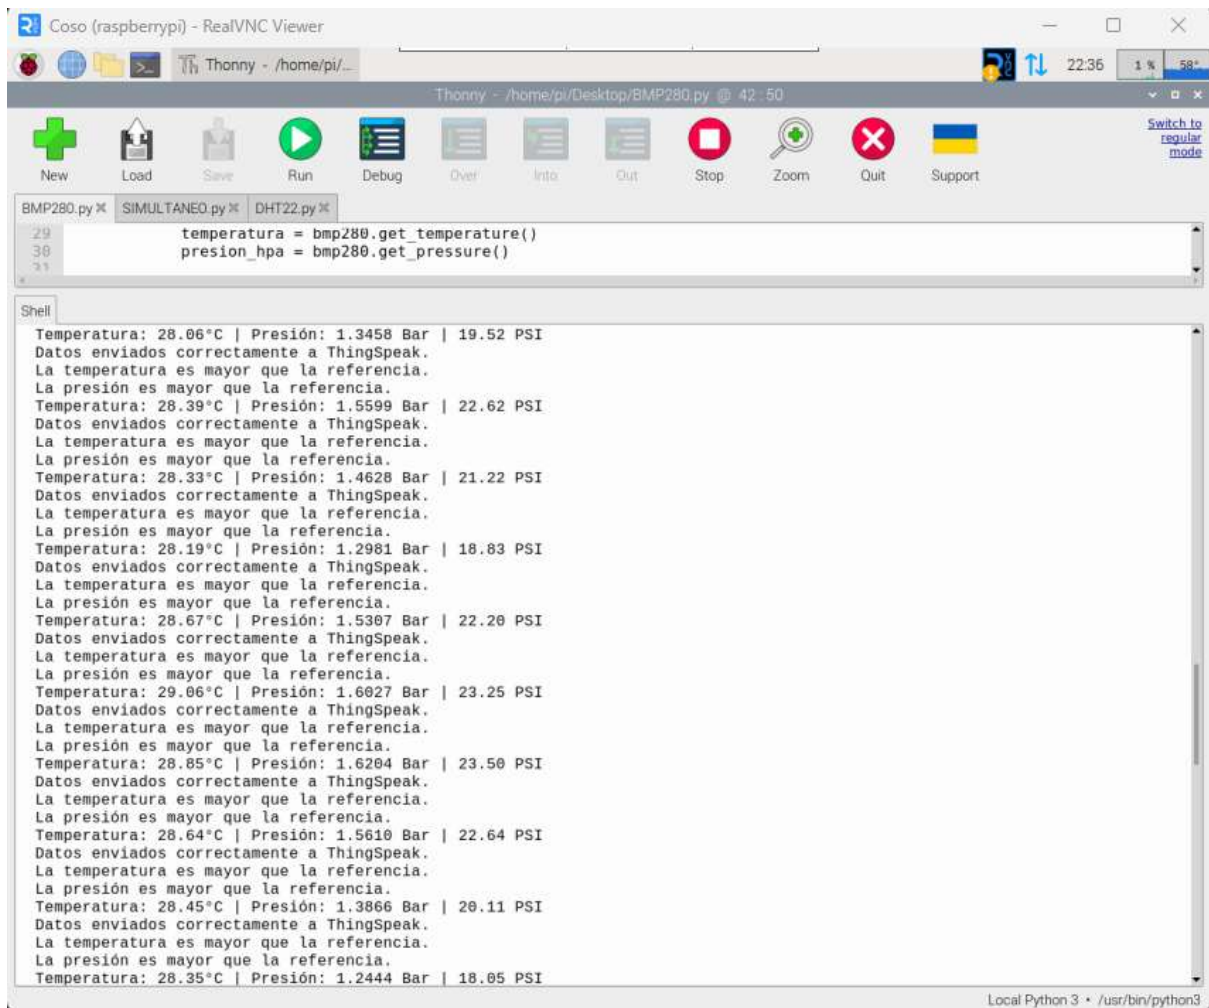 Coso (raspberrypi) - RealVNC Viewer
Thonny - /home/pi/... 22:36 1 % 58°
Thonny - /home/pi/Desktop/BMP280.py @ 42 : 50
New Load Save Run Debug Over Into Out Stop Zoom Quit Support
Switch to
regular
mode
BMP280.py SIMULTANEO.py DHT22.py
29 temperatura = bmp280.get_temperature()
30 presion_hpa = bmp280.get_pressure()
31
Shell
Temperatura: 28.06°C | Presión: 1.3458 Bar | 19.52 PSI
Datos enviados correctamente a ThingSpeak.
La temperatura es mayor que la referencia.
La presión es mayor que la referencia.
Temperatura: 28.39°C | Presión: 1.5599 Bar | 22.62 PSI
Datos enviados correctamente a ThingSpeak.
La temperatura es mayor que la referencia.
La presión es mayor que la referencia.
Temperatura: 28.33°C | Presión: 1.4628 Bar | 21.22 PSI
Datos enviados correctamente a ThingSpeak.
La temperatura es mayor que la referencia.
La presión es mayor que la referencia.
Temperatura: 28.19°C | Presión: 1.2981 Bar | 18.83 PSI
Datos enviados correctamente a ThingSpeak.
La temperatura es mayor que la referencia.
La presión es mayor que la referencia.
Temperatura: 28.67°C | Presión: 1.5307 Bar | 22.20 PSI
Datos enviados correctamente a ThingSpeak.
La temperatura es mayor que la referencia.
La presión es mayor que la referencia.
Temperatura: 29.06°C | Presión: 1.6027 Bar | 23.25 PSI
Datos enviados correctamente a ThingSpeak.
La temperatura es mayor que la referencia.
La presión es mayor que la referencia.
Temperatura: 28.85°C | Presión: 1.6204 Bar | 23.50 PSI
Datos enviados correctamente a ThingSpeak.
La temperatura es mayor que la referencia.
La presión es mayor que la referencia.
Temperatura: 28.64°C | Presión: 1.5610 Bar | 22.64 PSI
Datos enviados correctamente a ThingSpeak.
La temperatura es mayor que la referencia.
La presión es mayor que la referencia.
Temperatura: 28.45°C | Presión: 1.3866 Bar | 20.11 PSI
Datos enviados correctamente a ThingSpeak.
La temperatura es mayor que la referencia.
La presión es mayor que la referencia.
Temperatura: 28.35°C | Presión: 1.2444 Bar | 18.05 PSI
Local Python 3 • /usr/bin/python3